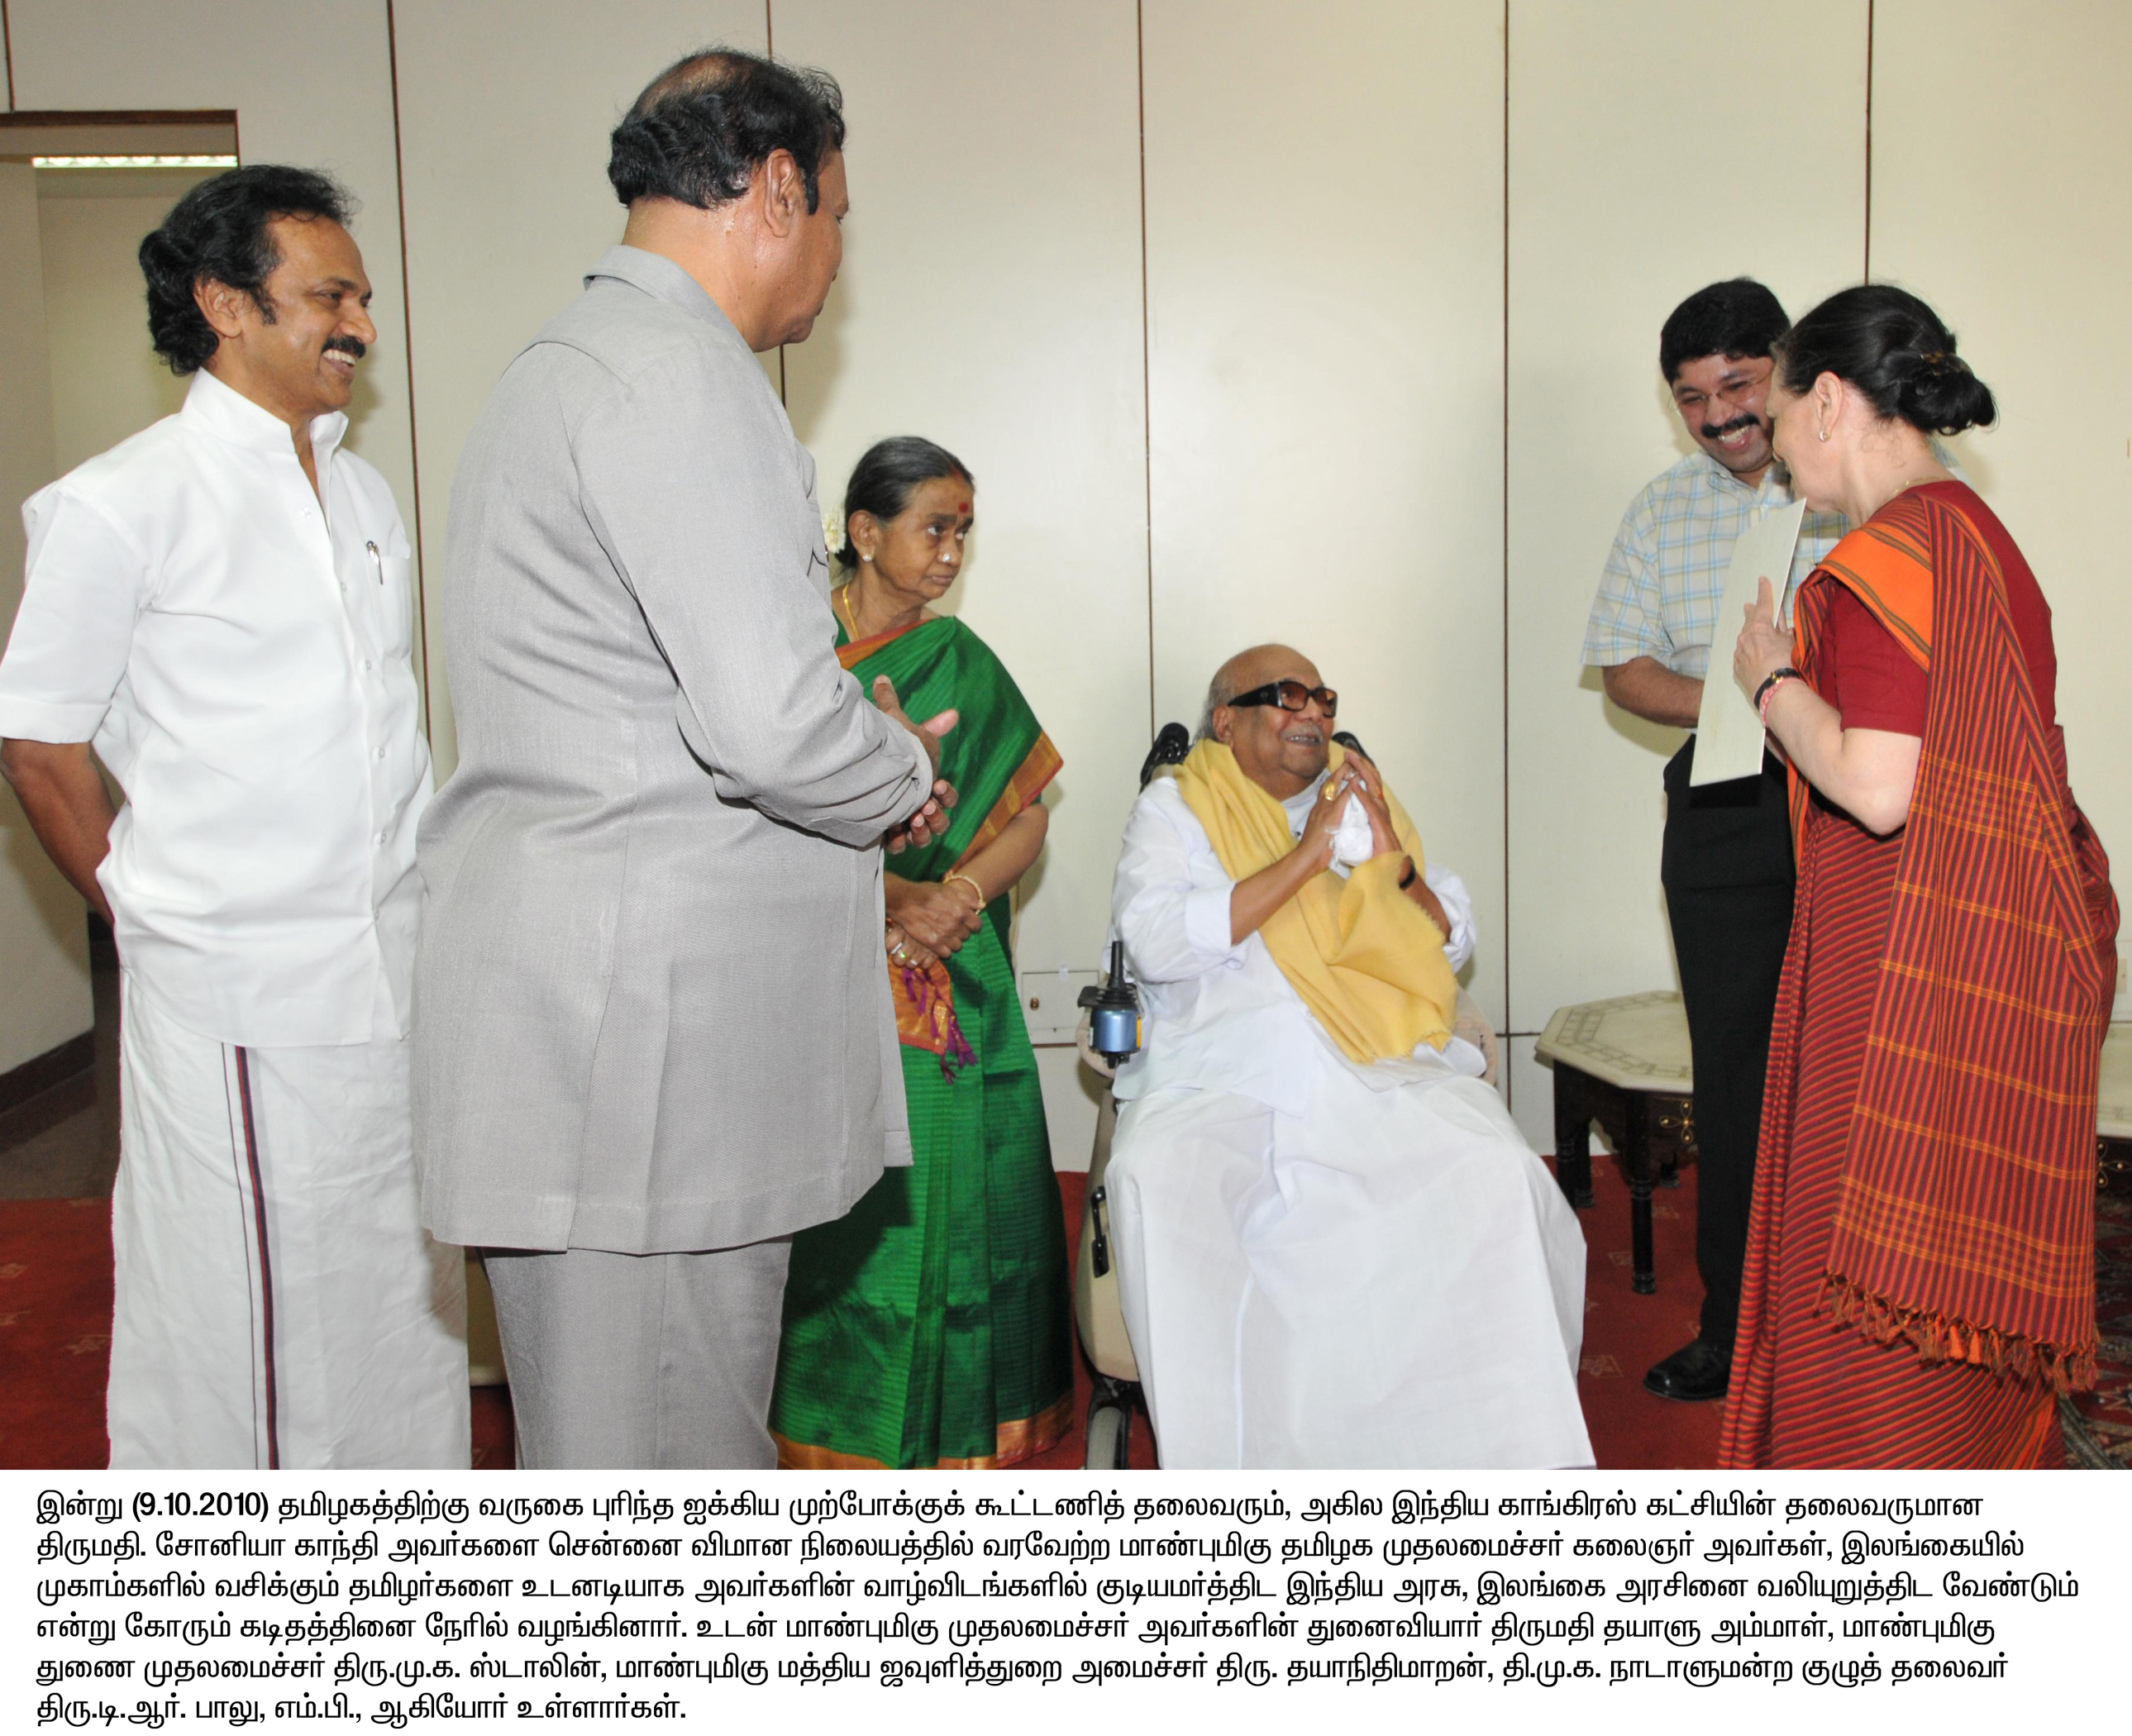 இன்று (9.10.2010) தமிழகத்திற்கு வருகை புரிந்த ஐக்கிய முற்போக்குக் கூட்டணித் தலைவரும், அகில இந்திய காங்கிரஸ் கட்சியின் தலைவருமான
திருமதி. சோனியா காந்தி அவர்களை சென்னை விமான நிலையத்தில் வரவேற்ற மாண்புமிகு தமிழக முதலமைச்சர் கலைஞர் அவர்கள், இலங்கையில்
முகாம்களில் வசிக்கும் தமிழர்களை உடனடியாக அவர்களின் வாழ்விடங்களில் குடியமர்த்திட இந்திய அரசு, இலங்கை அரசினை வலியுறுத்திட வேண்டும்
என்று கோரும் கடிதத்தினை நேரில் வழங்கினார். உடன் மாண்புமிகு முதலமைச்சர் அவர்களின் துனைவியார் திருமதி தயாளு அம்மாள், மாண்புமிகு
துணை முதலமைச்சர் திரு.மு.க. ஸ்டாலின், மாண்புமிகு மத்திய ஜவுளித்துறை அமைச்சர் திரு. தயாநிதிமாறன், தி.மு.க. நாடாளுமன்ற குழுத் தலைவர்
திரு.டி.ஆர். பாலு, எம்.பி., ஆகியோர் உள்ளார்கள்.